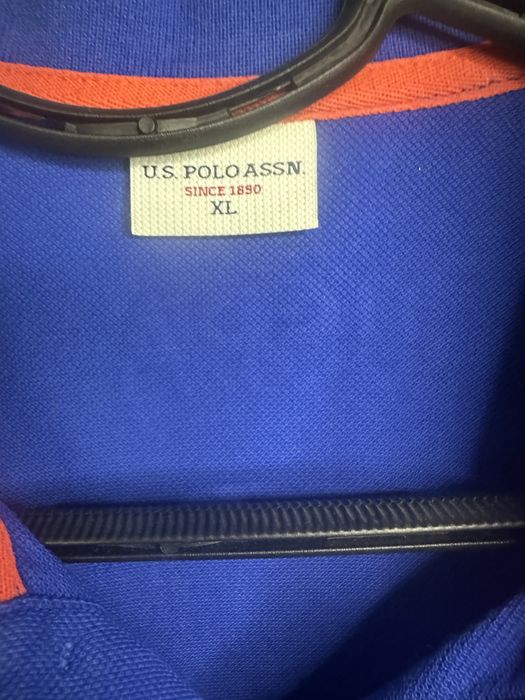 U.S. POLO ASSN.
SINCE 1890
XL